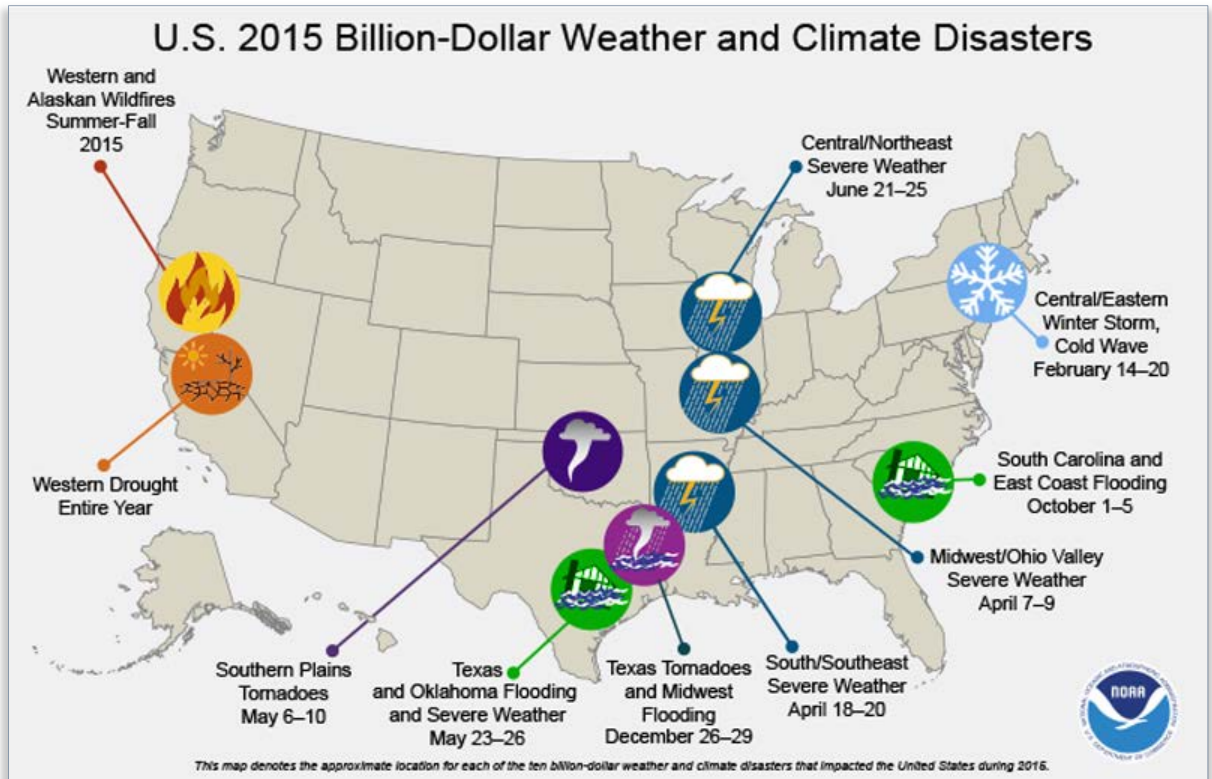 U.S. 2015 Billion-Dollar Weather and Climate Disasters
Western and
Alaskan Wildfires
Summer-Fall
2015
Central/Northeast
Severe Weather
June 21–25
Central/Eastern
Winter Storm,
Cold Wave
February 14–20
Western Drought
Entire Year
South Carolina and
East Coast Flooding
October 1–5
Midwest/Ohio Valley
Severe Weather
April 7–9
Southern Plains
Tornadoes
May 6–10
Texas
and Oklahoma Flooding
and Severe Weather
May 23–26
Texas Tornadoes
and Midwest
Flooding
December 26–29
South/Southeast
Severe Weather
April 18–20
NOAA
This map denotes the approximate location for each of the ten billion-dollar weather and climate disasters that impacted the United States during 2015.